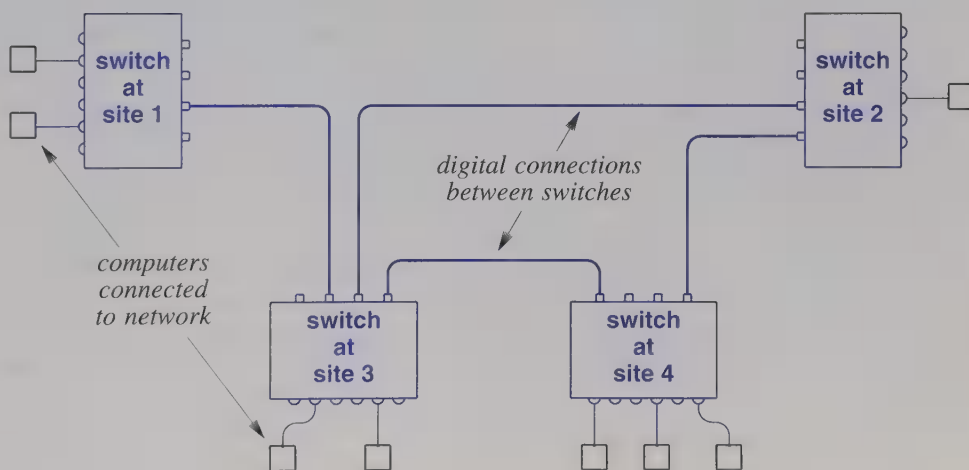 switch
at
site 1
switch
at
site 2
digital connections
between switches
computers
connected
to network
switch
at
site 3
switch
at
site 4